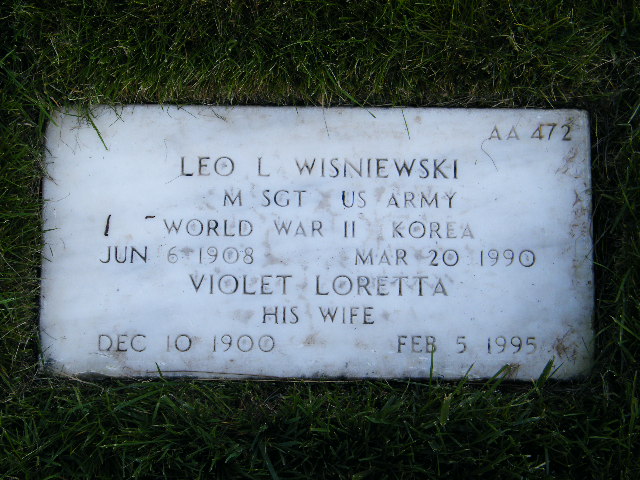 AA 472
LEO L WISNIEWSKI
M SGT US ARMY
WORLD WAR II KOREA
JUN 6 1908 MAR 20 1990
VIOLET LORETTA
HIS WIFE
DEC 10 1900 FEB 5 1995